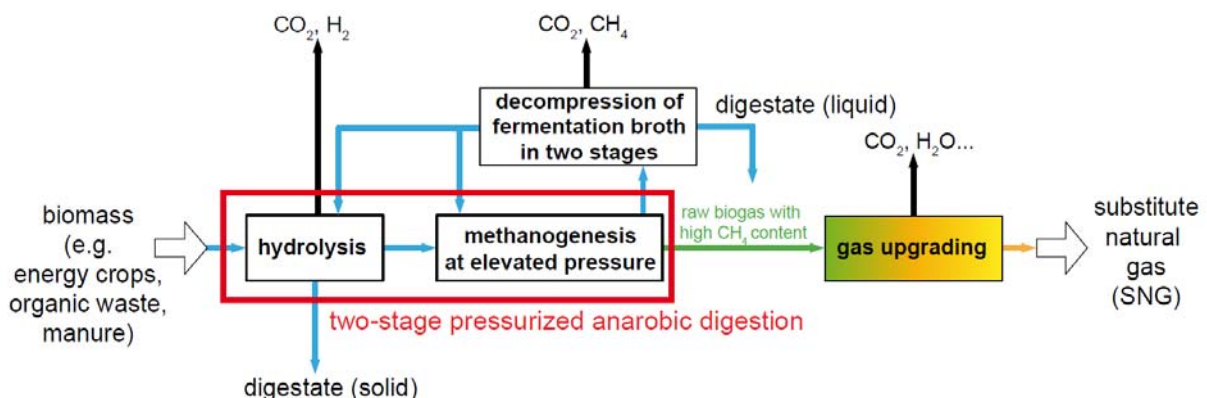 CO2, H2
CO2, CH4
decompression of
fermentation broth
in two stages
digestate (liquid)
CO2, H2O...
biomass
(e.g.
energy crops,
organic waste,
manure)
hydrolysis
methanogenesis
at elevated pressure
raw biogas with
high CH4 content
gas upgrading
substitute
natural
gas
(SNG)
two-stage pressurized anarobic digestion
digestate (solid)